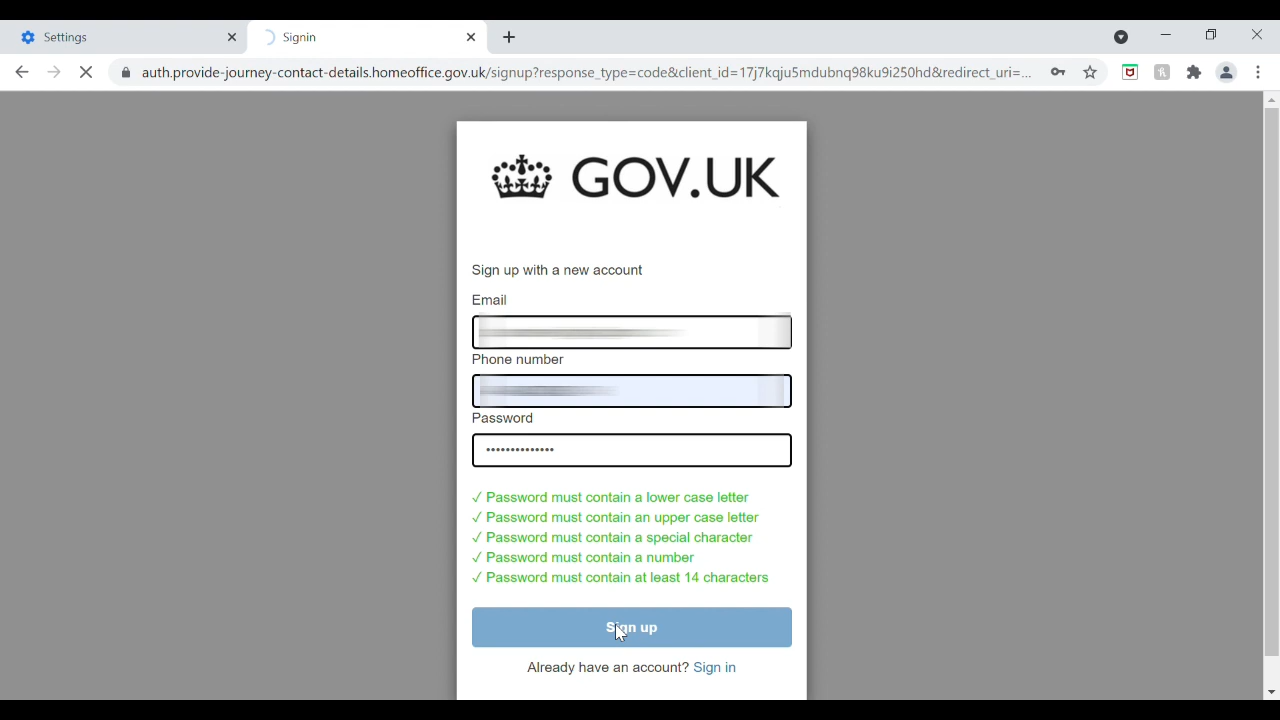 Settings
Signin
auth.provide-journey-contact-details.homeoffice.gov.uk/signup?response_type=code&client_id=17j7kqju5mdubnq98ku9i250hd&redirect_uri=...
GOV.UK
Sign up with a new account
Email
Phone number
Password
••••••••••••••
✓ Password must contain a lower case letter
✓ Password must contain an upper case letter
✓ Password must contain a special character
✓ Password must contain a number
✓ Password must contain at least 14 characters
Sign up
Already have an account? Sign in